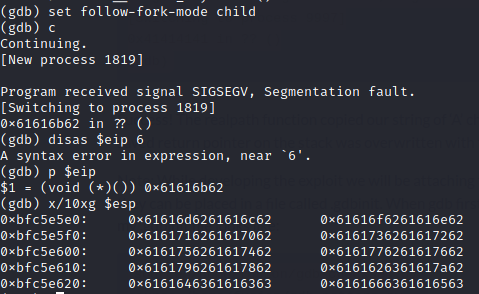 (gdb) set follow-fork-mode child
(gdb) c
Continuing.
[New process 1819]
Program received signal SIGSEGV, Segmentation fault.
[Switching to process 1819]
0×61616b62 in ?? ()
(gdb) disas $eip 6
A syntax error in expression, near `6'.
(gdb) p $eip
$1 = (void (*)()) 0×61616b62
(gdb) x/10xg $esp
0×bfc5e5e0: 0×61616d6261616c62 0×61616f6261616e62
0×bfc5e5f0: 0×6161716261617062 0×6161736261617262
0×bfc5e600: 0×6161756261617462 0×6161776261617662
0×bfc5e610: 0×6161796261617862 0×6161626361617a62
0×bfc5e620: 0×6161646361616363 0×6161666361616563